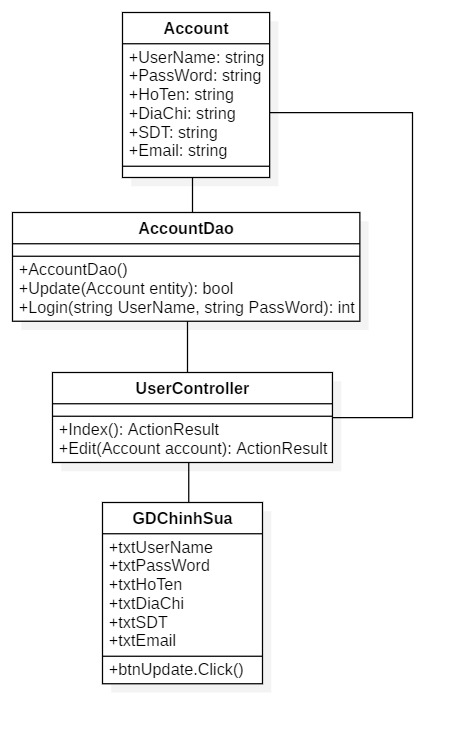 Account
+UserName: string
+PassWord: string
+HoTen: string
+DiaChi: string
+SDT: string
+Email: string
AccountDao
+AccountDao()
+Update(Account entity): bool
+Login(string UserName, string PassWord): int
UserController
+Index(): ActionResult
+Edit(Account account): ActionResult
GDChinhSua
+txtUserName
+txtPassWord
+txtHoTen
+txtDiaChi
+txtSDT
+txtEmail
+btnUpdate.Click()